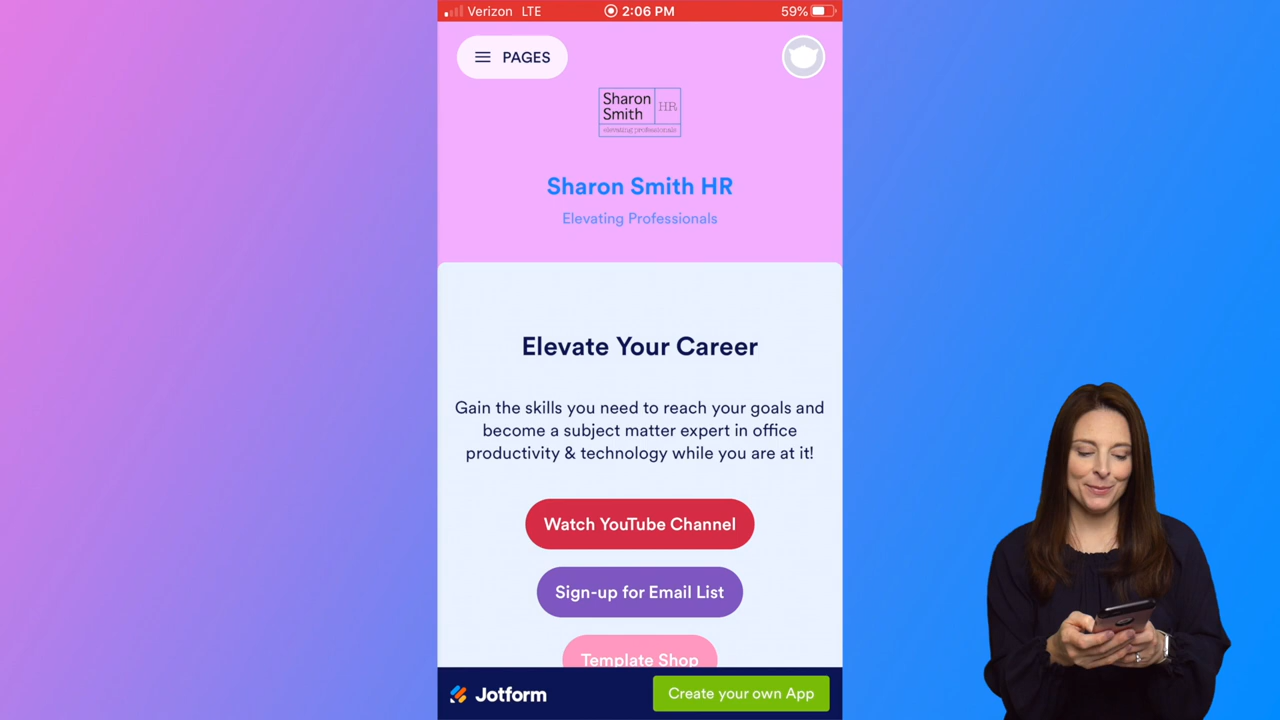 Verizon LTE 2:06 PM 59%
PAGES
Sharon
Smith HR
elevating professionals
Sharon Smith HR
Elevating Professionals
Elevate Your Career
Gain the skills you need to reach your goals and
become a subject matter expert in office
productivity & technology while you are at it!
Watch YouTube Channel
Sign-up for Email List
Template Shop
Jotform Create your own App